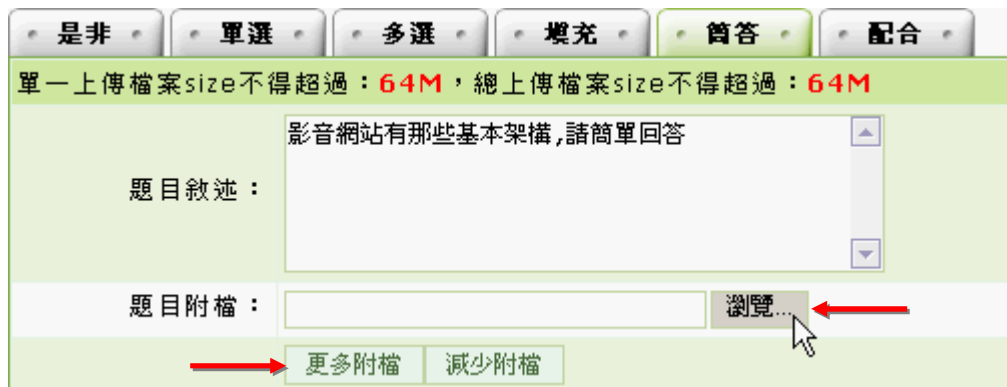 是非 單選 多選 填充 簡答 配合
單一上傳檔案size不得超過：64M，總上傳檔案size不得超過：64M
影音網站有那些基本架構,請簡單回答
題目敘述：
題目附檔： 瀏覽...
更多附檔 減少附檔